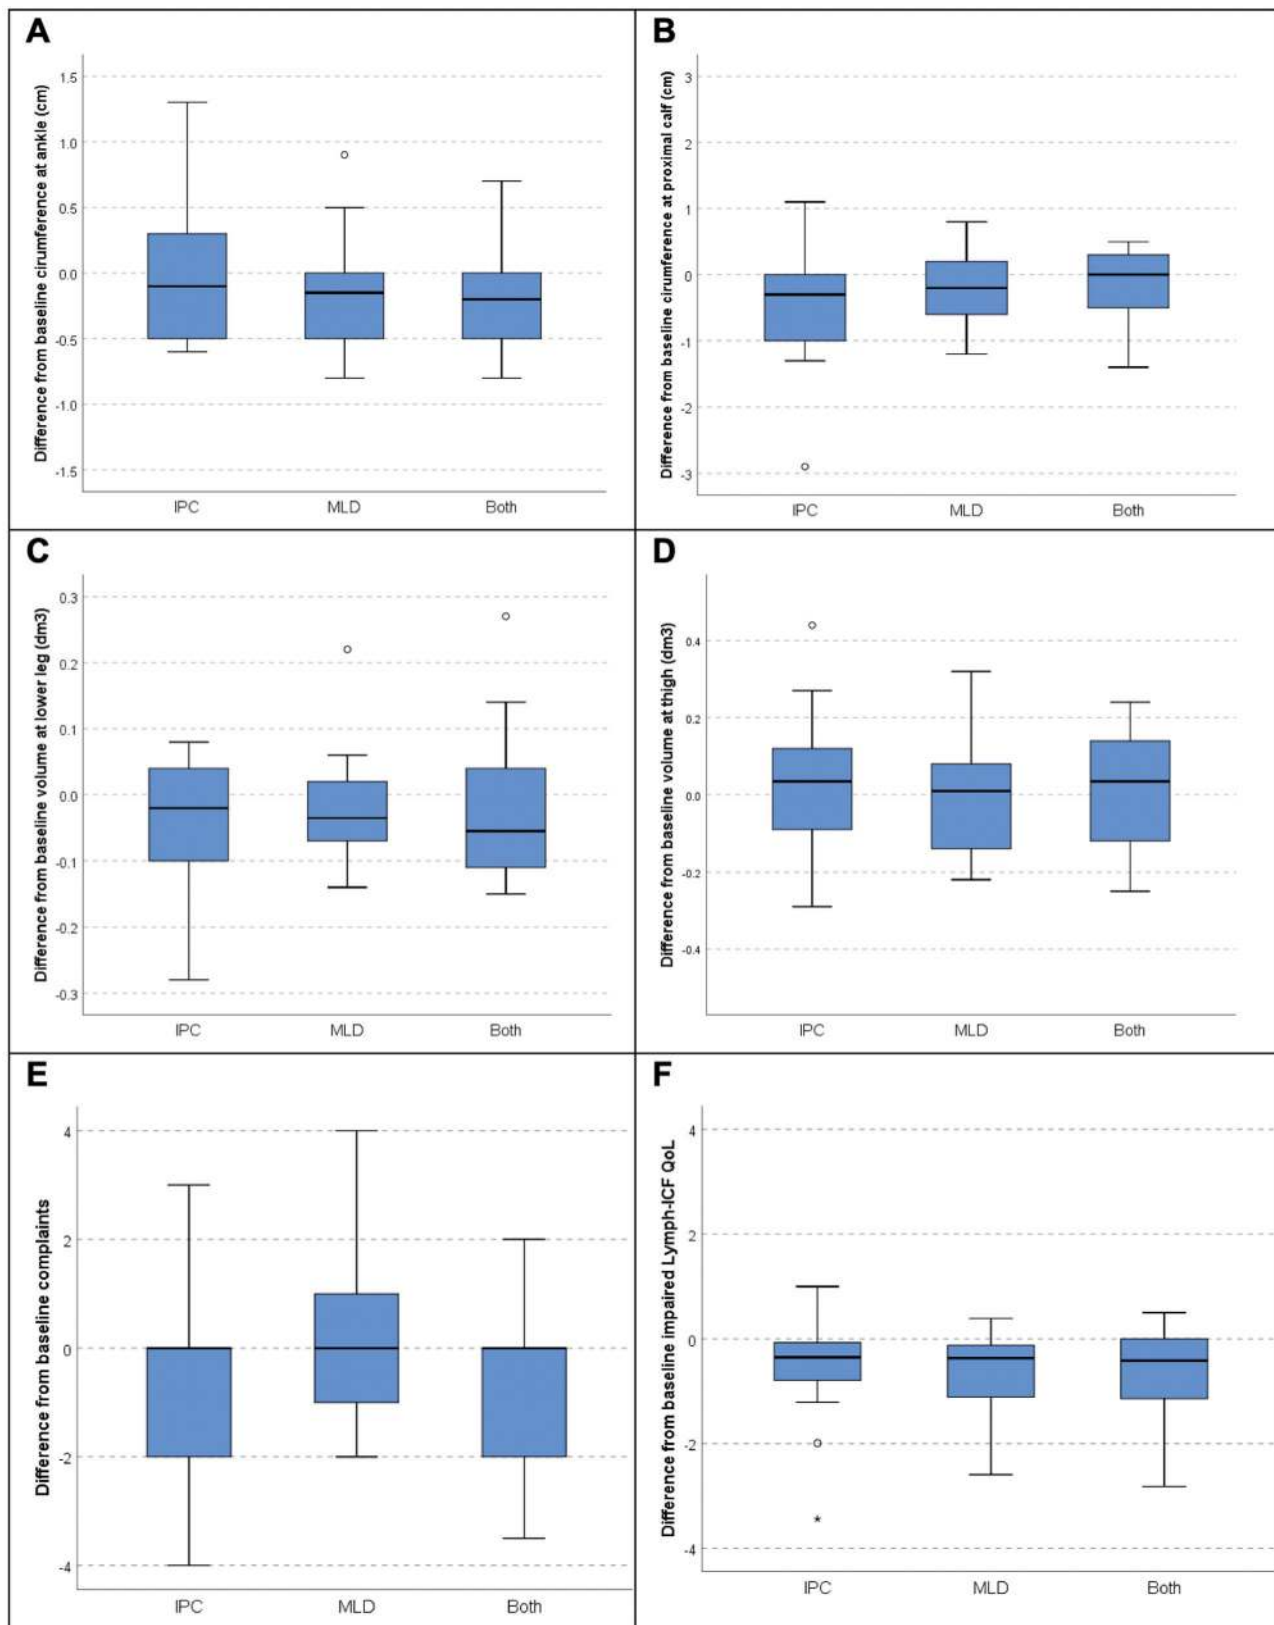 A
Difference from baseline cirumference at ankle (cm)
1.5
1.0
0.5
0.0
-0.5
-1.0
-1.5
IPC MLD Both
B
Difference from baseline cirumference at proximal calf (cm)
3
2
1
0
-1
-2
-3
IPC MLD Both
C
Difference from baseline volume at lower leg (dm3)
0.3
0.2
0.1
0.0
-0.1
-0.2
-0.3
IPC MLD Both
D
Difference from baseline volume at thigh (dm3)
0.4
0.2
0.0
-0.2
-0.4
IPC MLD Both
E
Difference from baseline complaints
4
2
0
-2
-4
IPC MLD Both
F
Difference from baseline impaired Lymph-ICF QoL
4
2
0
-2
-4
IPC MLD Both